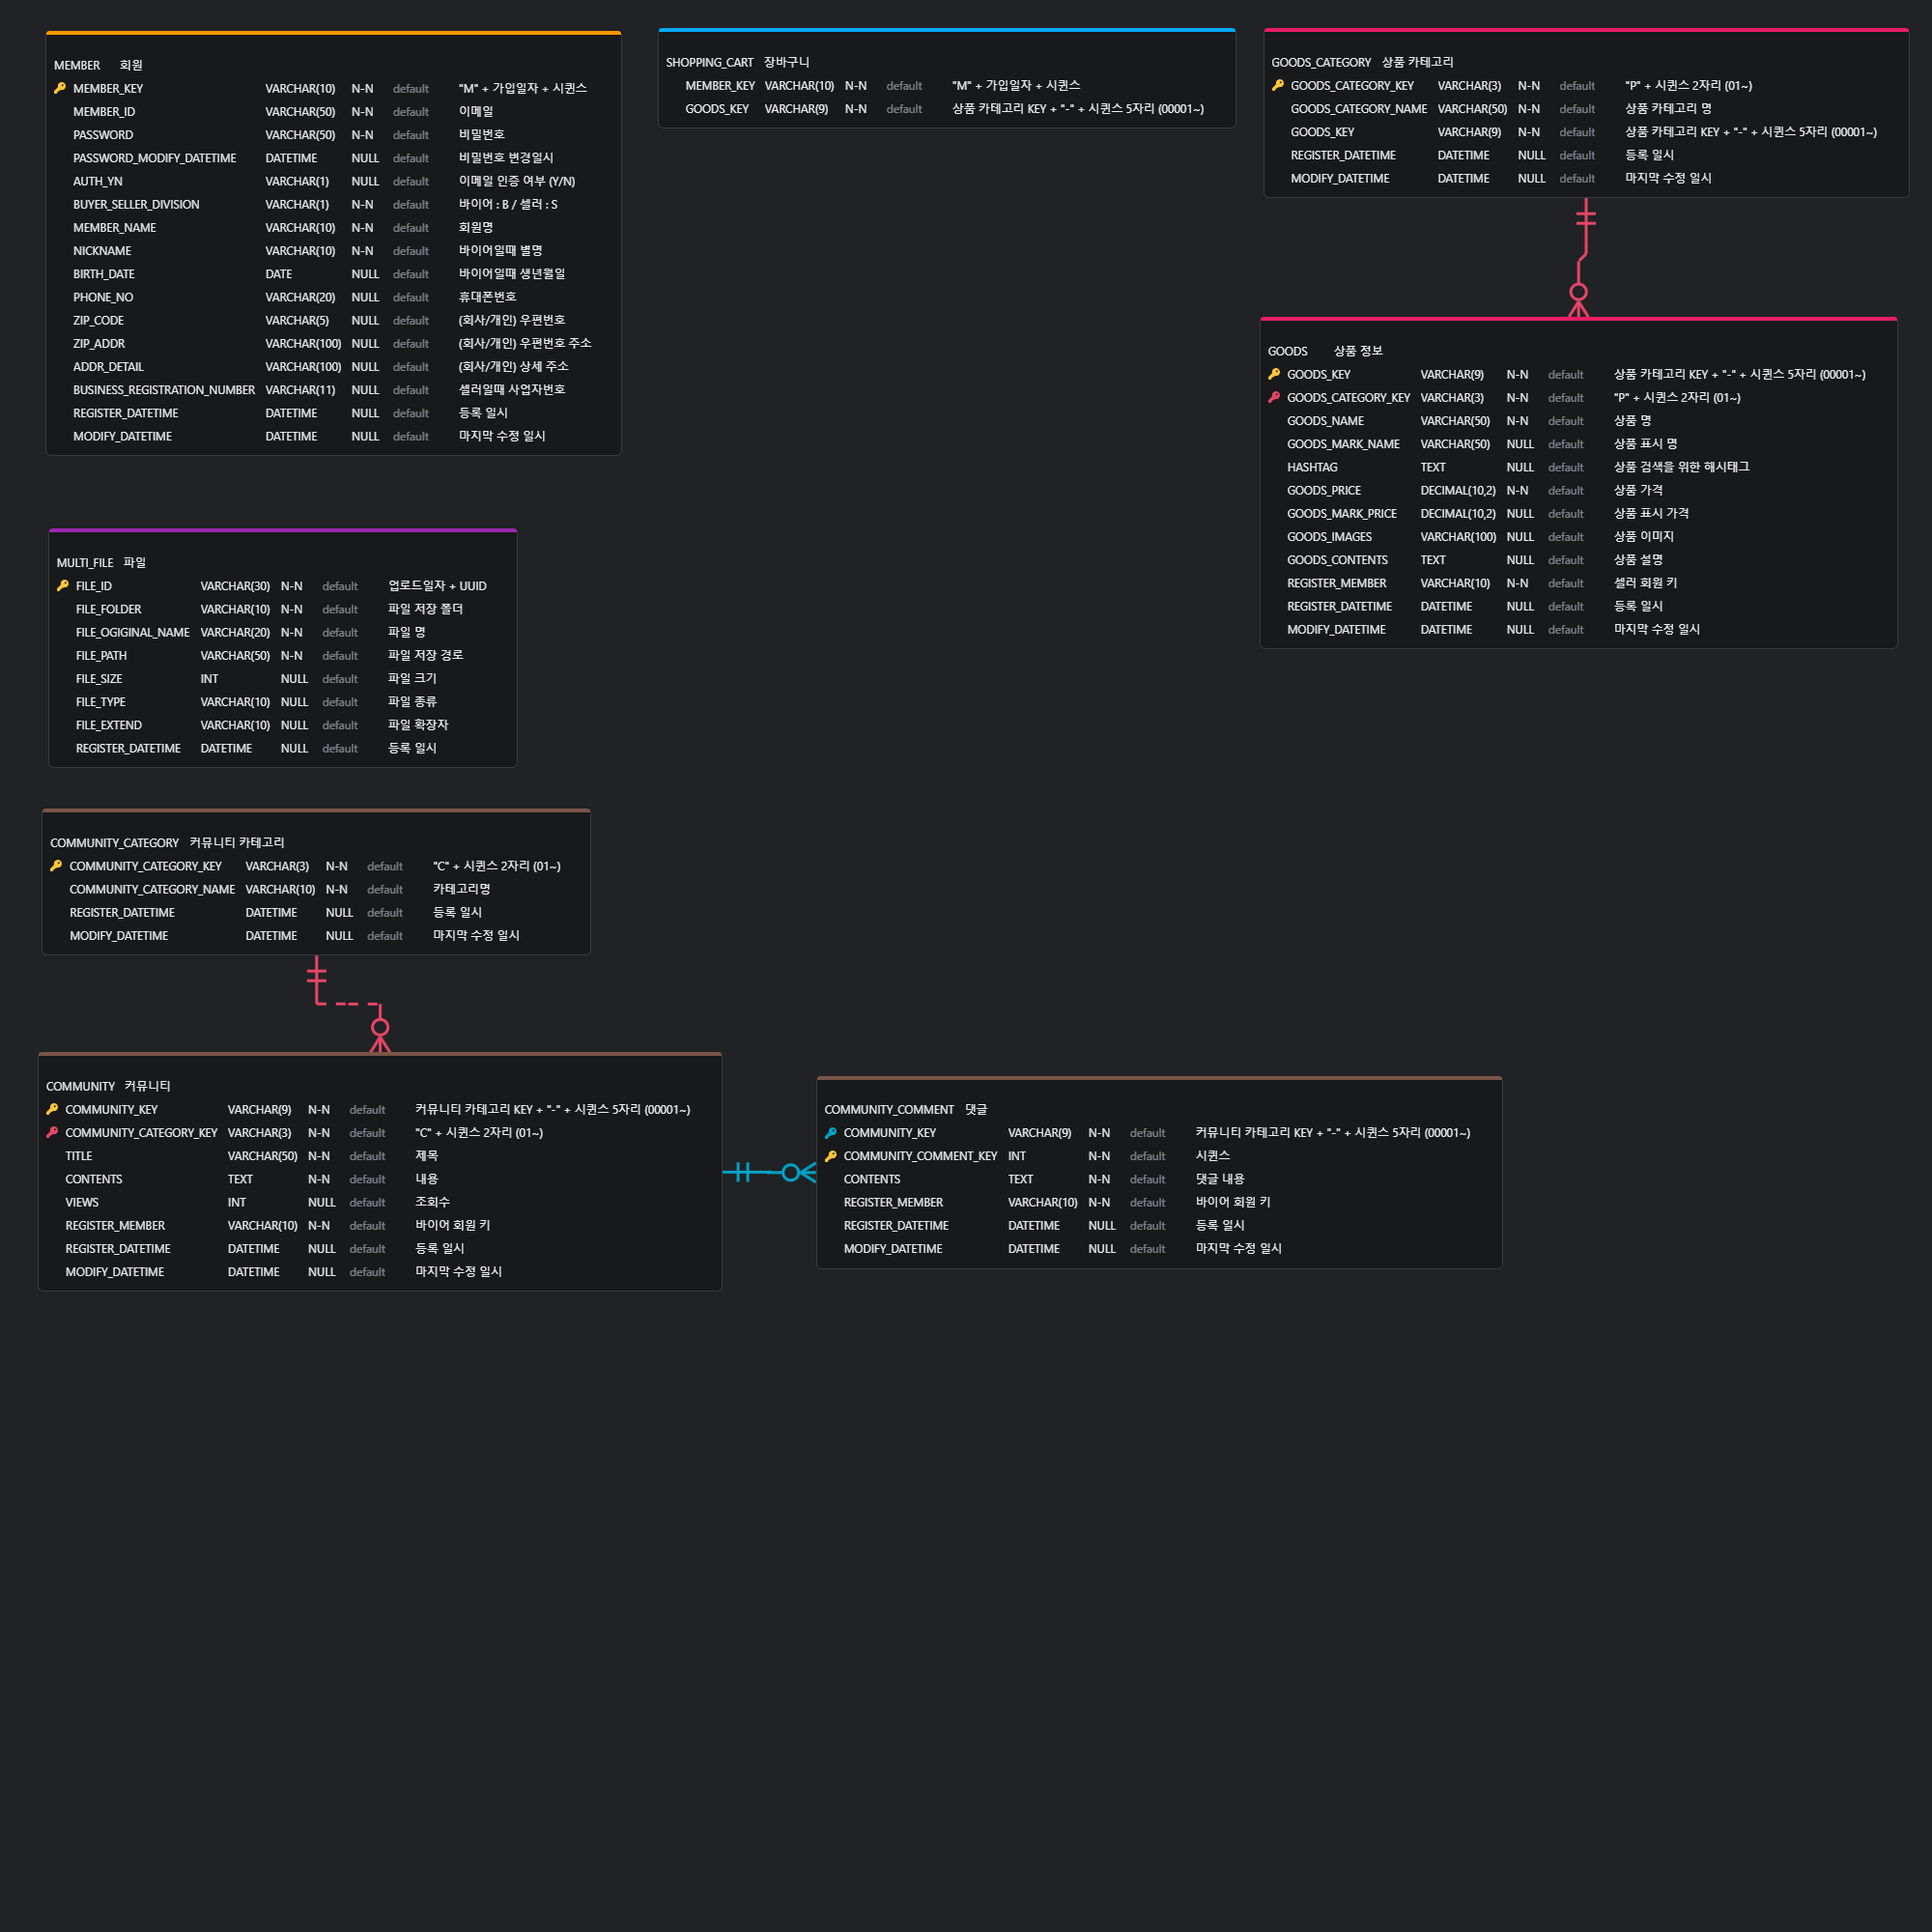 MEMBER 회원
MEMBER_KEY VARCHAR(10) N-N default "M" + 가입일자 + 시퀀스
MEMBER_ID VARCHAR(50) N-N default 이메일
PASSWORD VARCHAR(50) N-N default 비밀번호
PASSWORD_MODIFY_DATETIME DATETIME NULL default 비밀번호 변경일시
AUTH_YN VARCHAR(1) NULL default 이메일 인증 여부 (Y/N)
BUYER_SELLER_DIVISION VARCHAR(1) N-N default 바이어 : B / 셀러 : S
MEMBER_NAME VARCHAR(10) N-N default 회원명
NICKNAME VARCHAR(10) N-N default 바이어일때 별명
BIRTH_DATE DATE NULL default 바이어일때 생년월일
PHONE_NO VARCHAR(20) NULL default 휴대폰번호
ZIP_CODE VARCHAR(5) NULL default (회사/개인) 우편번호
ZIP_ADDR VARCHAR(100) NULL default (회사/개인) 우편번호 주소
ADDR_DETAIL VARCHAR(100) NULL default (회사/개인) 상세 주소
BUSINESS_REGISTRATION_NUMBER VARCHAR(11) NULL default 셀러일때 사업자번호
REGISTER_DATETIME DATETIME NULL default 등록 일시
MODIFY_DATETIME DATETIME NULL default 마지막 수정 일시
SHOPPING_CART 장바구니
MEMBER_KEY VARCHAR(10) N-N default "M" + 가입일자 + 시퀀스
GOODS_KEY VARCHAR(9) N-N default 상품 카테고리 KEY + "-" + 시퀀스 5자리 (00001~)
GOODS_CATEGORY 상품 카테고리
GOODS_CATEGORY_KEY VARCHAR(3) N-N default "P" + 시퀀스 2자리 (01~)
GOODS_CATEGORY_NAME VARCHAR(50) N-N default 상품 카테고리 명
GOODS_KEY VARCHAR(9) N-N default 상품 카테고리 KEY + "-" + 시퀀스 5자리 (00001~)
REGISTER_DATETIME DATETIME NULL default 등록 일시
MODIFY_DATETIME DATETIME NULL default 마지막 수정 일시
GOODS 상품 정보
GOODS_KEY VARCHAR(9) N-N default 상품 카테고리 KEY + "-" + 시퀀스 5자리 (00001~)
GOODS_CATEGORY_KEY VARCHAR(3) N-N default "P" + 시퀀스 2자리 (01~)
GOODS_NAME VARCHAR(50) N-N default 상품 명
GOODS_MARK_NAME VARCHAR(50) NULL default 상품 표시 명
HASHTAG TEXT NULL default 상품 검색을 위한 해시태그
GOODS_PRICE DECIMAL(10,2) N-N default 상품 가격
GOODS_MARK_PRICE DECIMAL(10,2) NULL default 상품 표시 가격
GOODS_IMAGES VARCHAR(100) NULL default 상품 이미지
GOODS_CONTENTS TEXT NULL default 상품 설명
REGISTER_MEMBER VARCHAR(10) N-N default 셀러 회원 키
REGISTER_DATETIME DATETIME NULL default 등록 일시
MODIFY_DATETIME DATETIME NULL default 마지막 수정 일시
MULTI_FILE 파일
FILE_ID VARCHAR(30) N-N default 업로드일자 + UUID
FILE_FOLDER VARCHAR(10) N-N default 파일 저장 폴더
FILE_OGIGINAL_NAME VARCHAR(20) N-N default 파일 명
FILE_PATH VARCHAR(50) N-N default 파일 저장 경로
FILE_SIZE INT NULL default 파일 크기
FILE_TYPE VARCHAR(10) NULL default 파일 종류
FILE_EXTEND VARCHAR(10) NULL default 파일 확장자
REGISTER_DATETIME DATETIME NULL default 등록 일시
COMMUNITY_CATEGORY 커뮤니티 카테고리
COMMUNITY_CATEGORY_KEY VARCHAR(3) N-N default "C" + 시퀀스 2자리 (01~)
COMMUNITY_CATEGORY_NAME VARCHAR(10) N-N default 카테고리명
REGISTER_DATETIME DATETIME NULL default 등록 일시
MODIFY_DATETIME DATETIME NULL default 마지막 수정 일시
COMMUNITY 커뮤니티
COMMUNITY_KEY VARCHAR(9) N-N default 커뮤니티 카테고리 KEY + "-" + 시퀀스 5자리 (00001~)
COMMUNITY_CATEGORY_KEY VARCHAR(3) N-N default "C" + 시퀀스 2자리 (01~)
TITLE VARCHAR(50) N-N default 제목
CONTENTS TEXT N-N default 내용
VIEWS INT NULL default 조회수
REGISTER_MEMBER VARCHAR(10) N-N default 바이어 회원 키
REGISTER_DATETIME DATETIME NULL default 등록 일시
MODIFY_DATETIME DATETIME NULL default 마지막 수정 일시
COMMUNITY_COMMENT 댓글
COMMUNITY_KEY VARCHAR(9) N-N default 커뮤니티 카테고리 KEY + "-" + 시퀀스 5자리 (00001~)
COMMUNITY_COMMENT_KEY INT N-N default 시퀀스
CONTENTS TEXT N-N default 댓글 내용
REGISTER_MEMBER VARCHAR(10) N-N default 바이어 회원 키
REGISTER_DATETIME DATETIME NULL default 등록 일시
MODIFY_DATETIME DATETIME NULL default 마지막 수정 일시